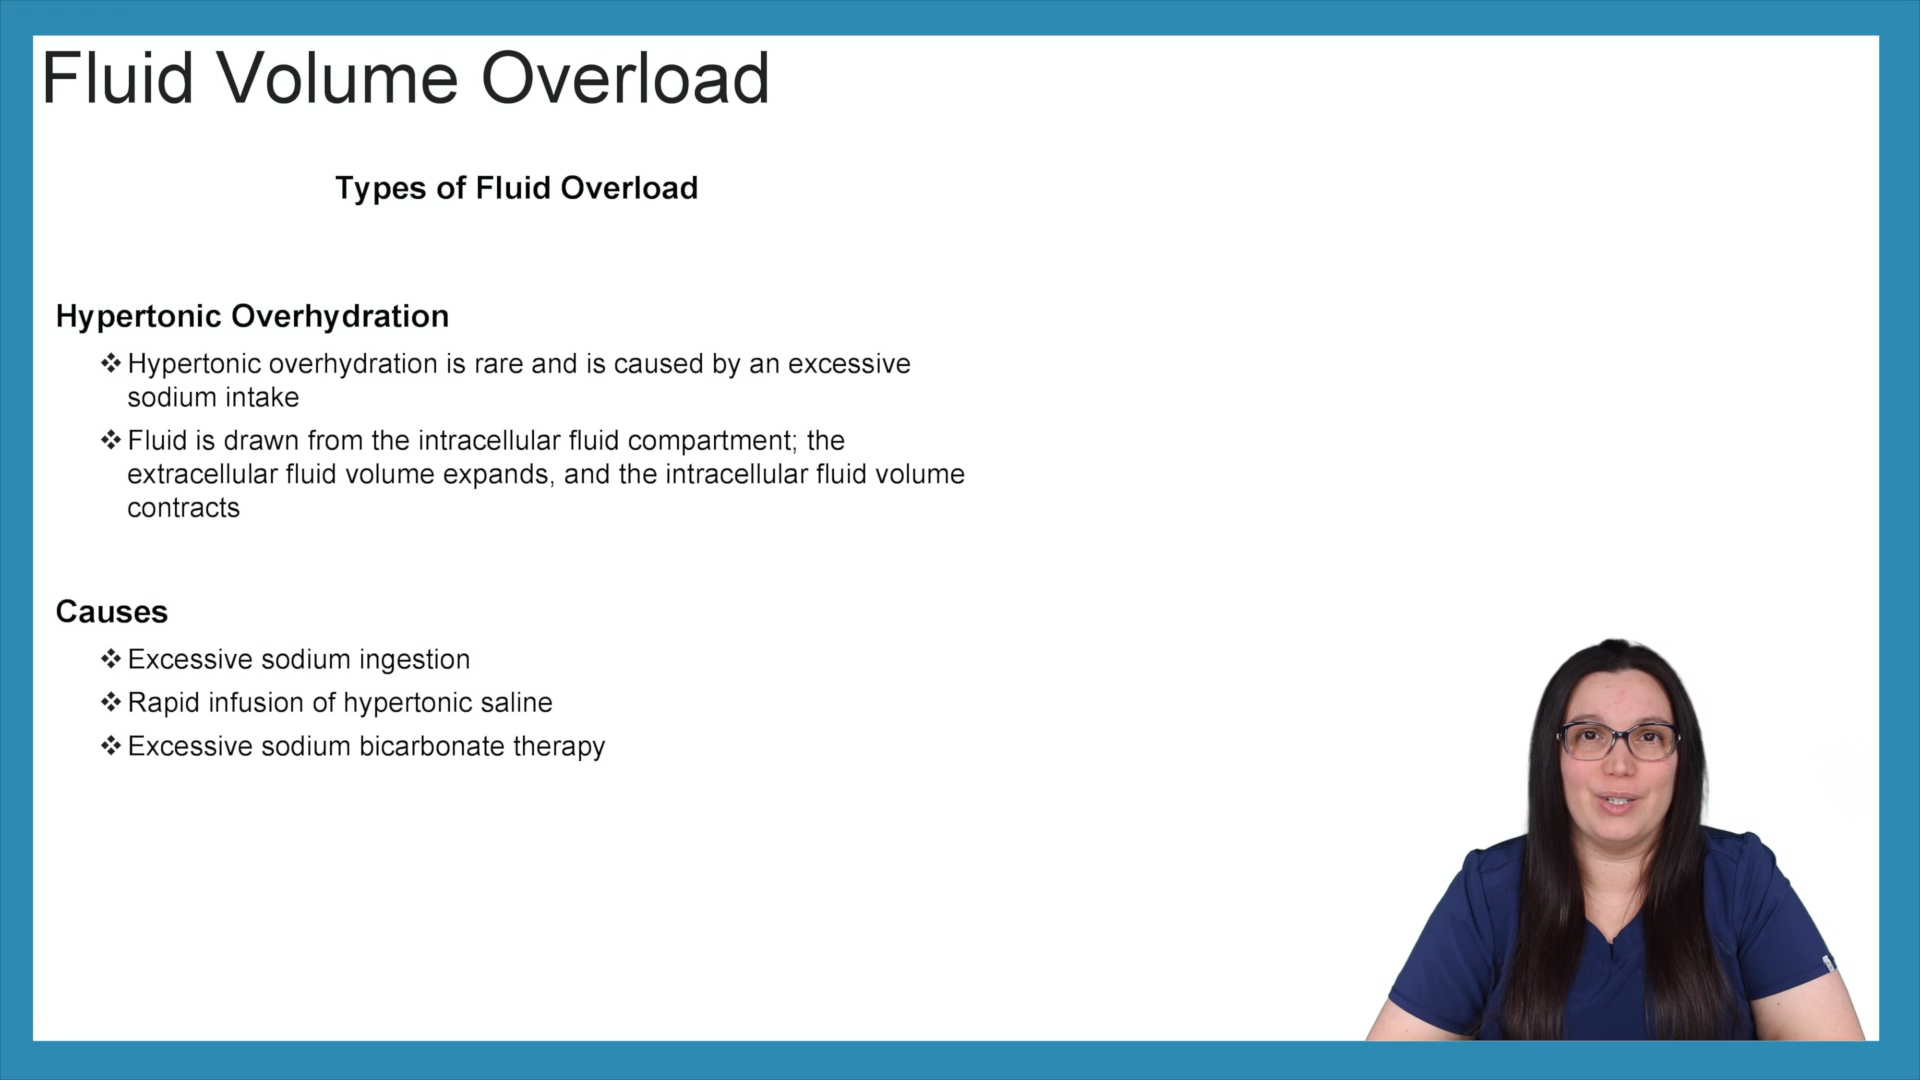 Fluid Volume Overload
Types of Fluid Overload
Hypertonic Overhydration
❖ Hypertonic overhydration is rare and is caused by an excessive
sodium intake
❖ Fluid is drawn from the intracellular fluid compartment; the
extracellular fluid volume expands, and the intracellular fluid volume
contracts
Causes
❖ Excessive sodium ingestion
❖ Rapid infusion of hypertonic saline
❖ Excessive sodium bicarbonate therapy